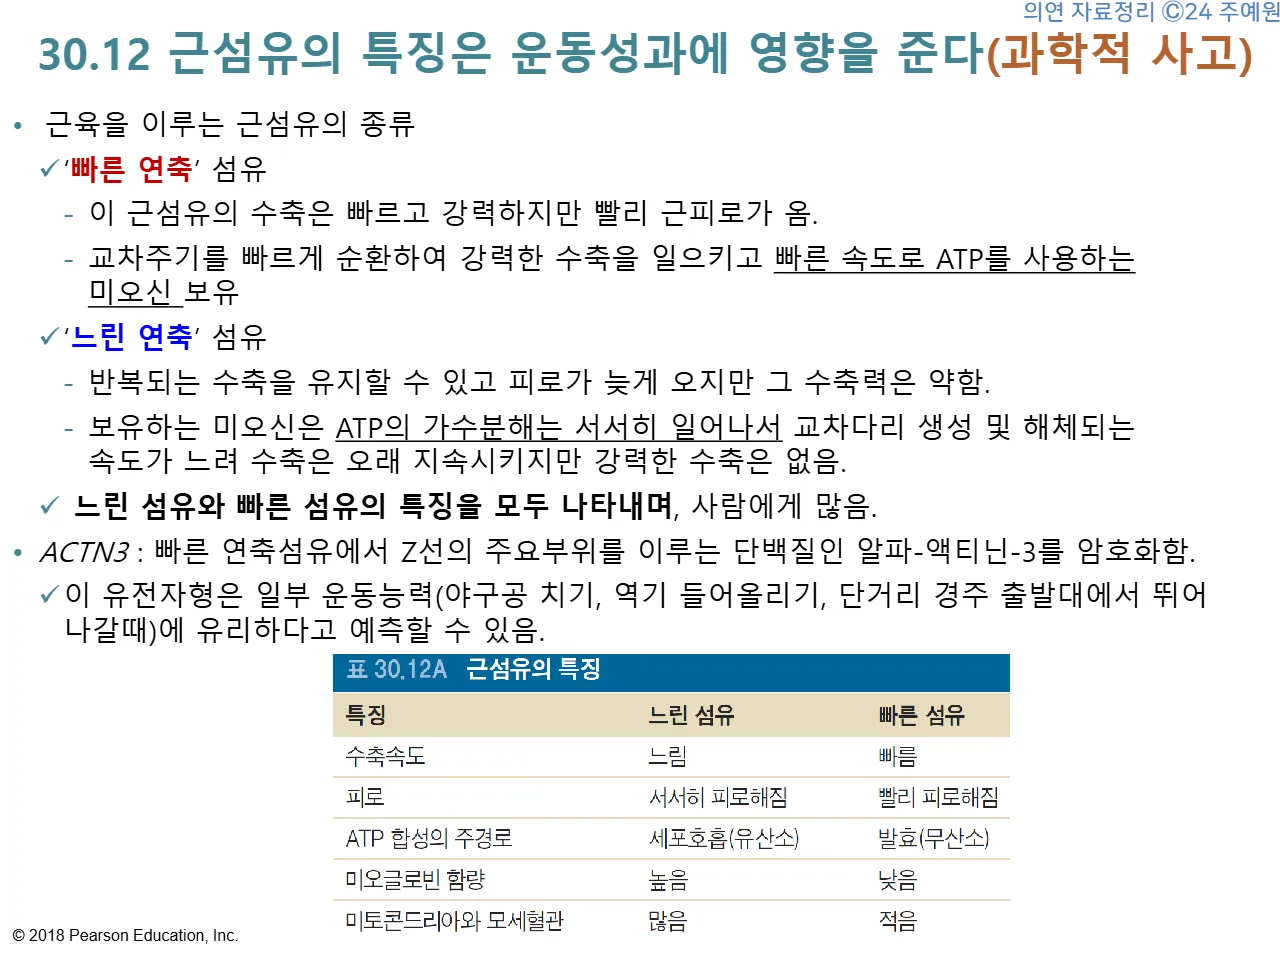 의연 자료정리 Ⓒ24 주예원
30.12 근섬유의 특징은 운동성과에 영향을 준다(과학적 사고)
• 근육을 이루는 근섬유의 종류
✓ ‘빠른 연축’ 섬유
- 이 근섬유의 수축은 빠르고 강력하지만 빨리 근피로가 옴.
- 교차주기를 빠르게 순환하여 강력한 수축을 일으키고 빠른 속도로 ATP를 사용하는
미오신 보유
✓ ‘느린 연축’ 섬유
- 반복되는 수축을 유지할 수 있고 피로가 늦게 오지만 그 수축력은 약함.
- 보유하는 미오신은 ATP의 가수분해는 서서히 일어나서 교차다리 생성 및 해체되는
속도가 느려 수축은 오래 지속시키지만 강력한 수축은 없음.
✓ 느린 섬유와 빠른 섬유의 특징을 모두 나타내며, 사람에게 많음.
• ACTN3 : 빠른 연축섬유에서 Z선의 주요부위를 이루는 단백질인 알파-액티닌-3를 암호화함.
✓ 이 유전자형은 일부 운동능력(야구공 치기, 역기 들어올리기, 단거리 경주 출발대에서 뛰어
나갈때)에 유리하다고 예측할 수 있음.
표 30.12A 근섬유의 특징
특징 느린 섬유 빠른 섬유
수축속도 느림 빠름
피로 서서히 피로해짐 빨리 피로해짐
ATP 합성의 주경로 세포호흡(유산소) 발효(무산소)
미오글로빈 함량 높음 낮음
미토콘드리아와 모세혈관 많음 적음
© 2018 Pearson Education, Inc.